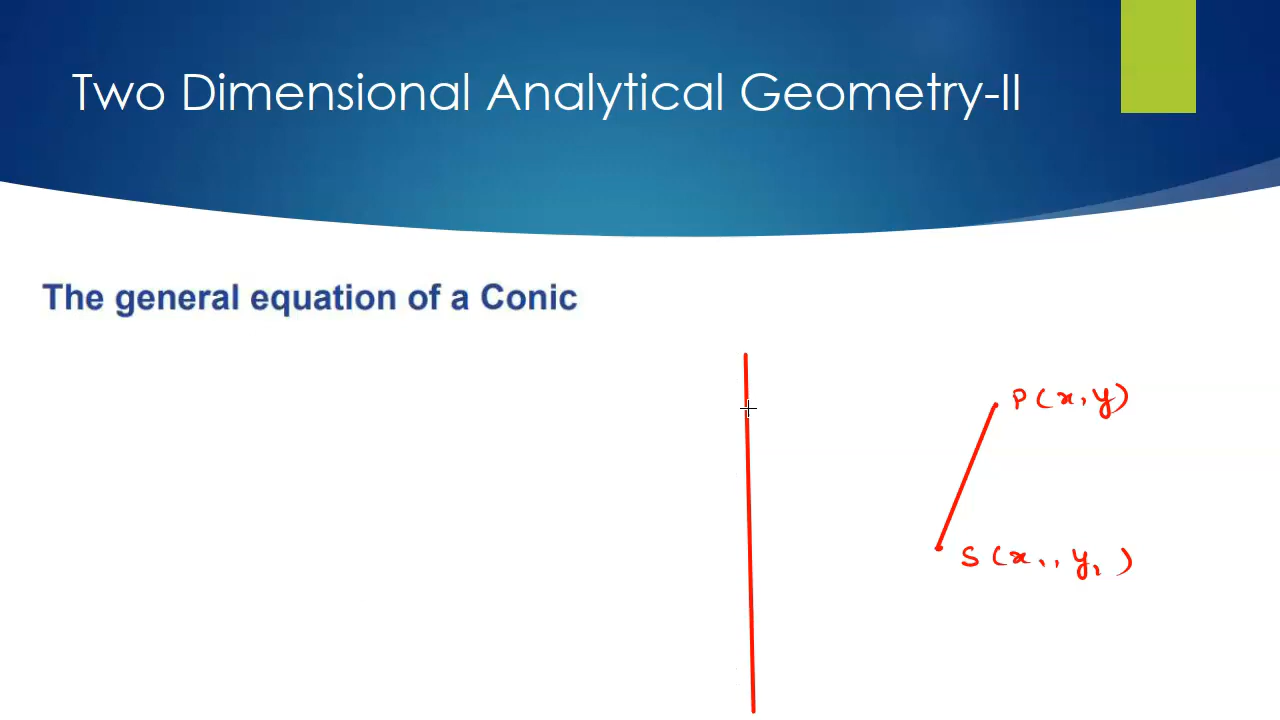 Two Dimensional Analytical Geometry-II
The general equation of a Conic
P(x,y)
S(x₁,y₁)